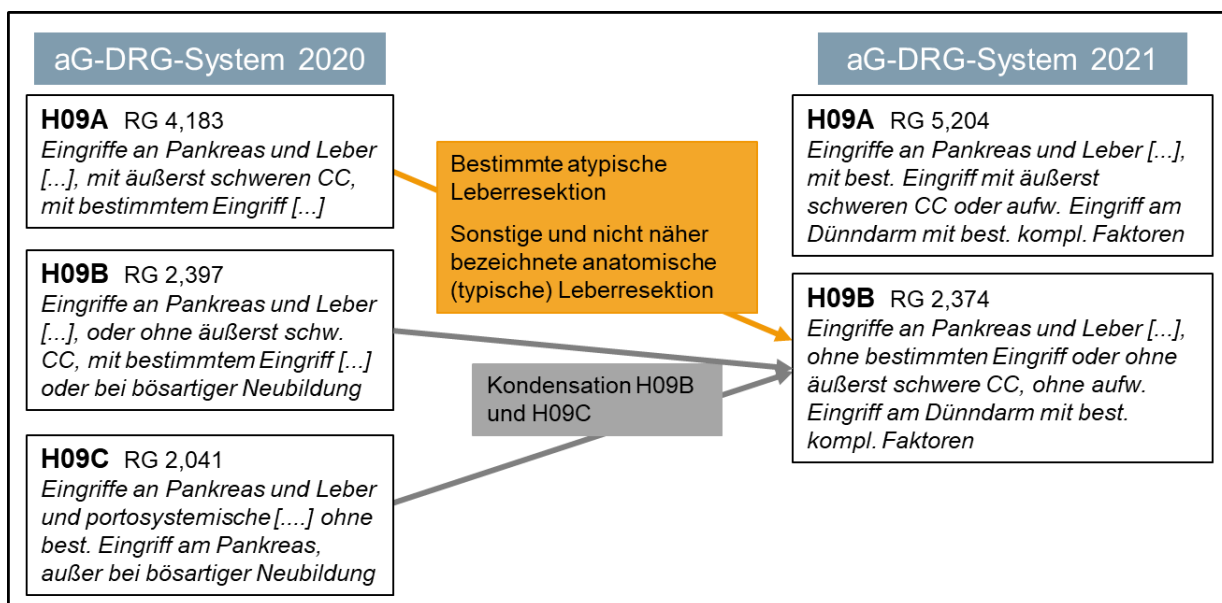 aG-DRG-System 2020
H09A RG 4,183
Eingriffe an Pankreas und Leber
[...], mit äußerst schweren CC,
mit bestimmtem Eingriff [...]
H09B RG 2,397
Eingriffe an Pankreas und Leber
[...], oder ohne äußerst schw.
CC, mit bestimmtem Eingriff [...]
oder bei bösartiger Neubildung
H09C RG 2,041
Eingriffe an Pankreas und Leber
und portosystemische [....] ohne
best. Eingriff am Pankreas,
außer bei bösartiger Neubildung
Bestimmte atypische
Leberresektion
Sonstige und nicht näher
bezeichnete anatomische
(typische) Leberresektion
Kondensation H09B
und H09C
aG-DRG-System 2021
H09A RG 5,204
Eingriffe an Pankreas und Leber [...],
mit best. Eingriff mit äußerst
schweren CC oder aufw. Eingriff am
Dünndarm mit best. kompl. Faktoren
H09B RG 2,374
Eingriffe an Pankreas und Leber [...],
ohne bestimmten Eingriff oder ohne
äußerst schwere CC, ohne aufw.
Eingriff am Dünndarm mit best.
kompl. Faktoren